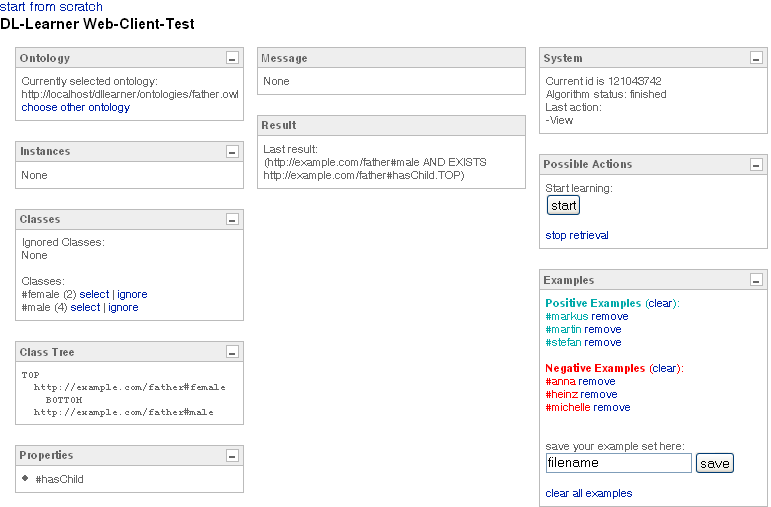 start from scratch
DL-Learner Web-Client-Test
Ontology
Currently selected ontology:
http://localhost/dllearner/ontologies/father.owl
choose other ontology
Instances
None
Classes
Ignored Classes:
None
Classes:
#female (2) select | ignore
#male (4) select | ignore
Class Tree
TOP
http://example.com/father#female
BOTTOM
http://example.com/father#male
Properties
#hasChild
Message
None
Result
Last result:
(http://example.com/father#male AND EXISTS
http://example.com/father#hasChild.TOP)
System
Current id is 121043742
Algorithm status: finished
Last action:
-View
Possible Actions
Start learning:
start
stop retrieval
Examples
Positive Examples (clear):
#markus remove
#martin remove
#stefan remove
Negative Examples (clear):
#anna remove
#heinz remove
#michelle remove
save your example set here:
filename save
clear all examples